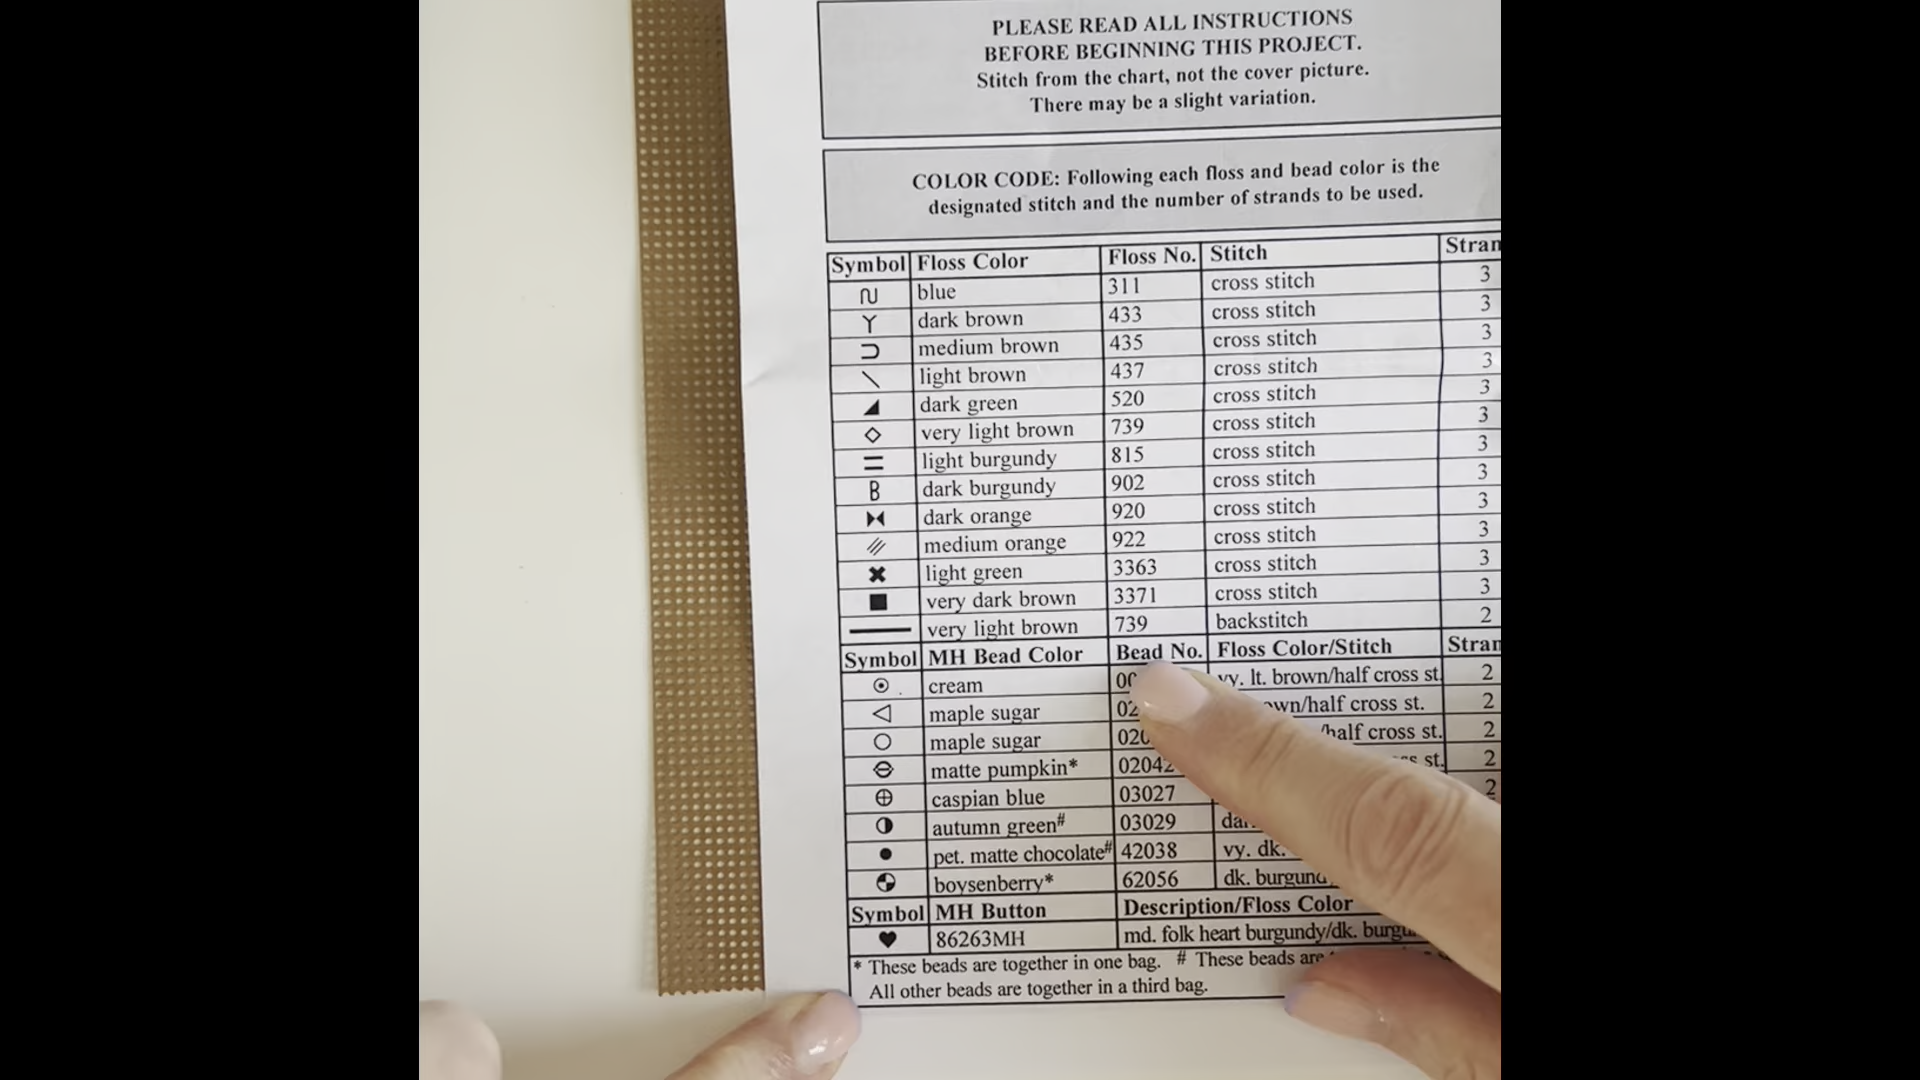 PLEASE READ ALL INSTRUCTIONS
BEFORE BEGINNING THIS PROJECT.
Stitch from the chart, not the cover picture.
There may be a slight variation.
COLOR CODE: Following each floss and bead color is the
designated stitch and the number of strands to be used.
Symbol Floss Color Floss No. Stitch
blue 311 cross stitch 3
dark brown 433 cross stitch 3
medium brown 435 cross stitch 3
light brown 437 cross stitch 3
dark green 520 cross stitch 3
very light brown 739 cross stitch 3
light burgundy 815 cross stitch 3
B dark burgundy 902 cross stitch 3
dark orange 920 cross stitch 3
medium orange 922 cross stitch 3
light green 3363 cross stitch 3
very dark brown 3371 cross stitch 3
very light brown 739 backstitch 2
Symbol MH Bead Color Bead No. Floss Color/Stitch
cream vy. lt. brown/half cross st. 2
maple sugar cross st. 2
maple sugar cross st. 2
matte pumpkin* 02042 st. 2
caspian blue 03027 2
autumn green# 03029
pet. matte chocolate# 42038 vy. dk.
boysenberry* 62056 dk.
Symbol MH Button Description/Floss Color
86263MH md. folk heart burgundy/dk.
* These beads are together in one bag. # These beads are
All other beads are together in a third bag.